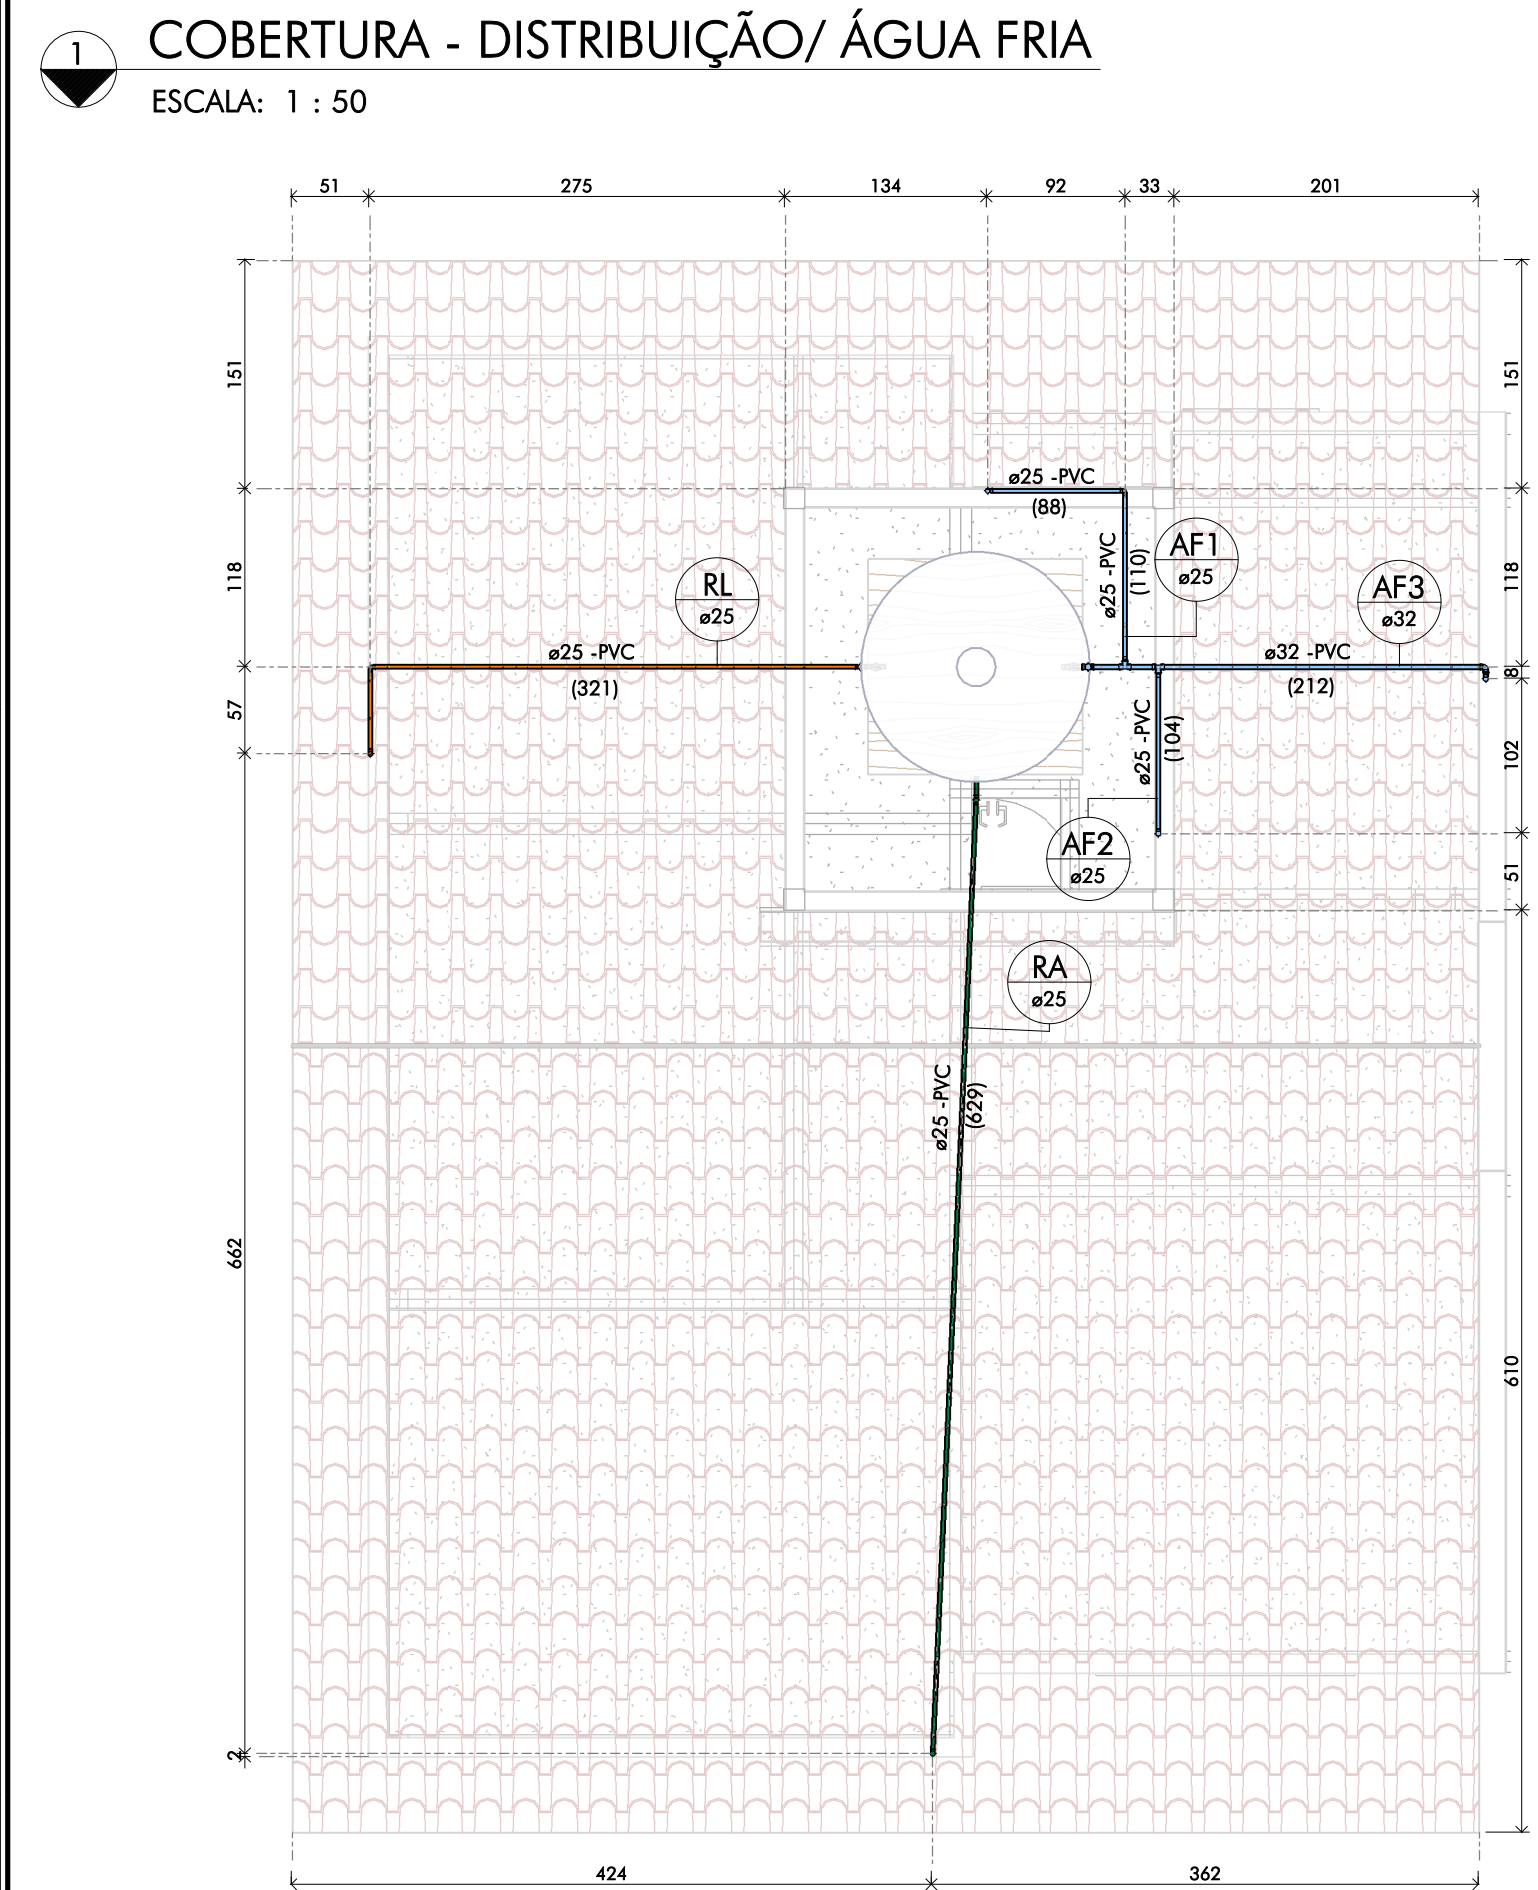 1
COBERTURA - DISTRIBUIÇÃO/ ÁGUA FRIA
ESCALA: 1 : 50
51
275
134
92
33
201
151
118
57
662
2
151
118
8
102
51
610
ø25 -PVC
(88)
ø25 -PVC
(110)
AF1
ø25
AF3
ø32
RL
ø25
ø25 -PVC
(321)
ø32 -PVC
(212)
ø25 -PVC
(104)
AF2
ø25
RA
ø25
ø25 -PVC
(629)
424
362